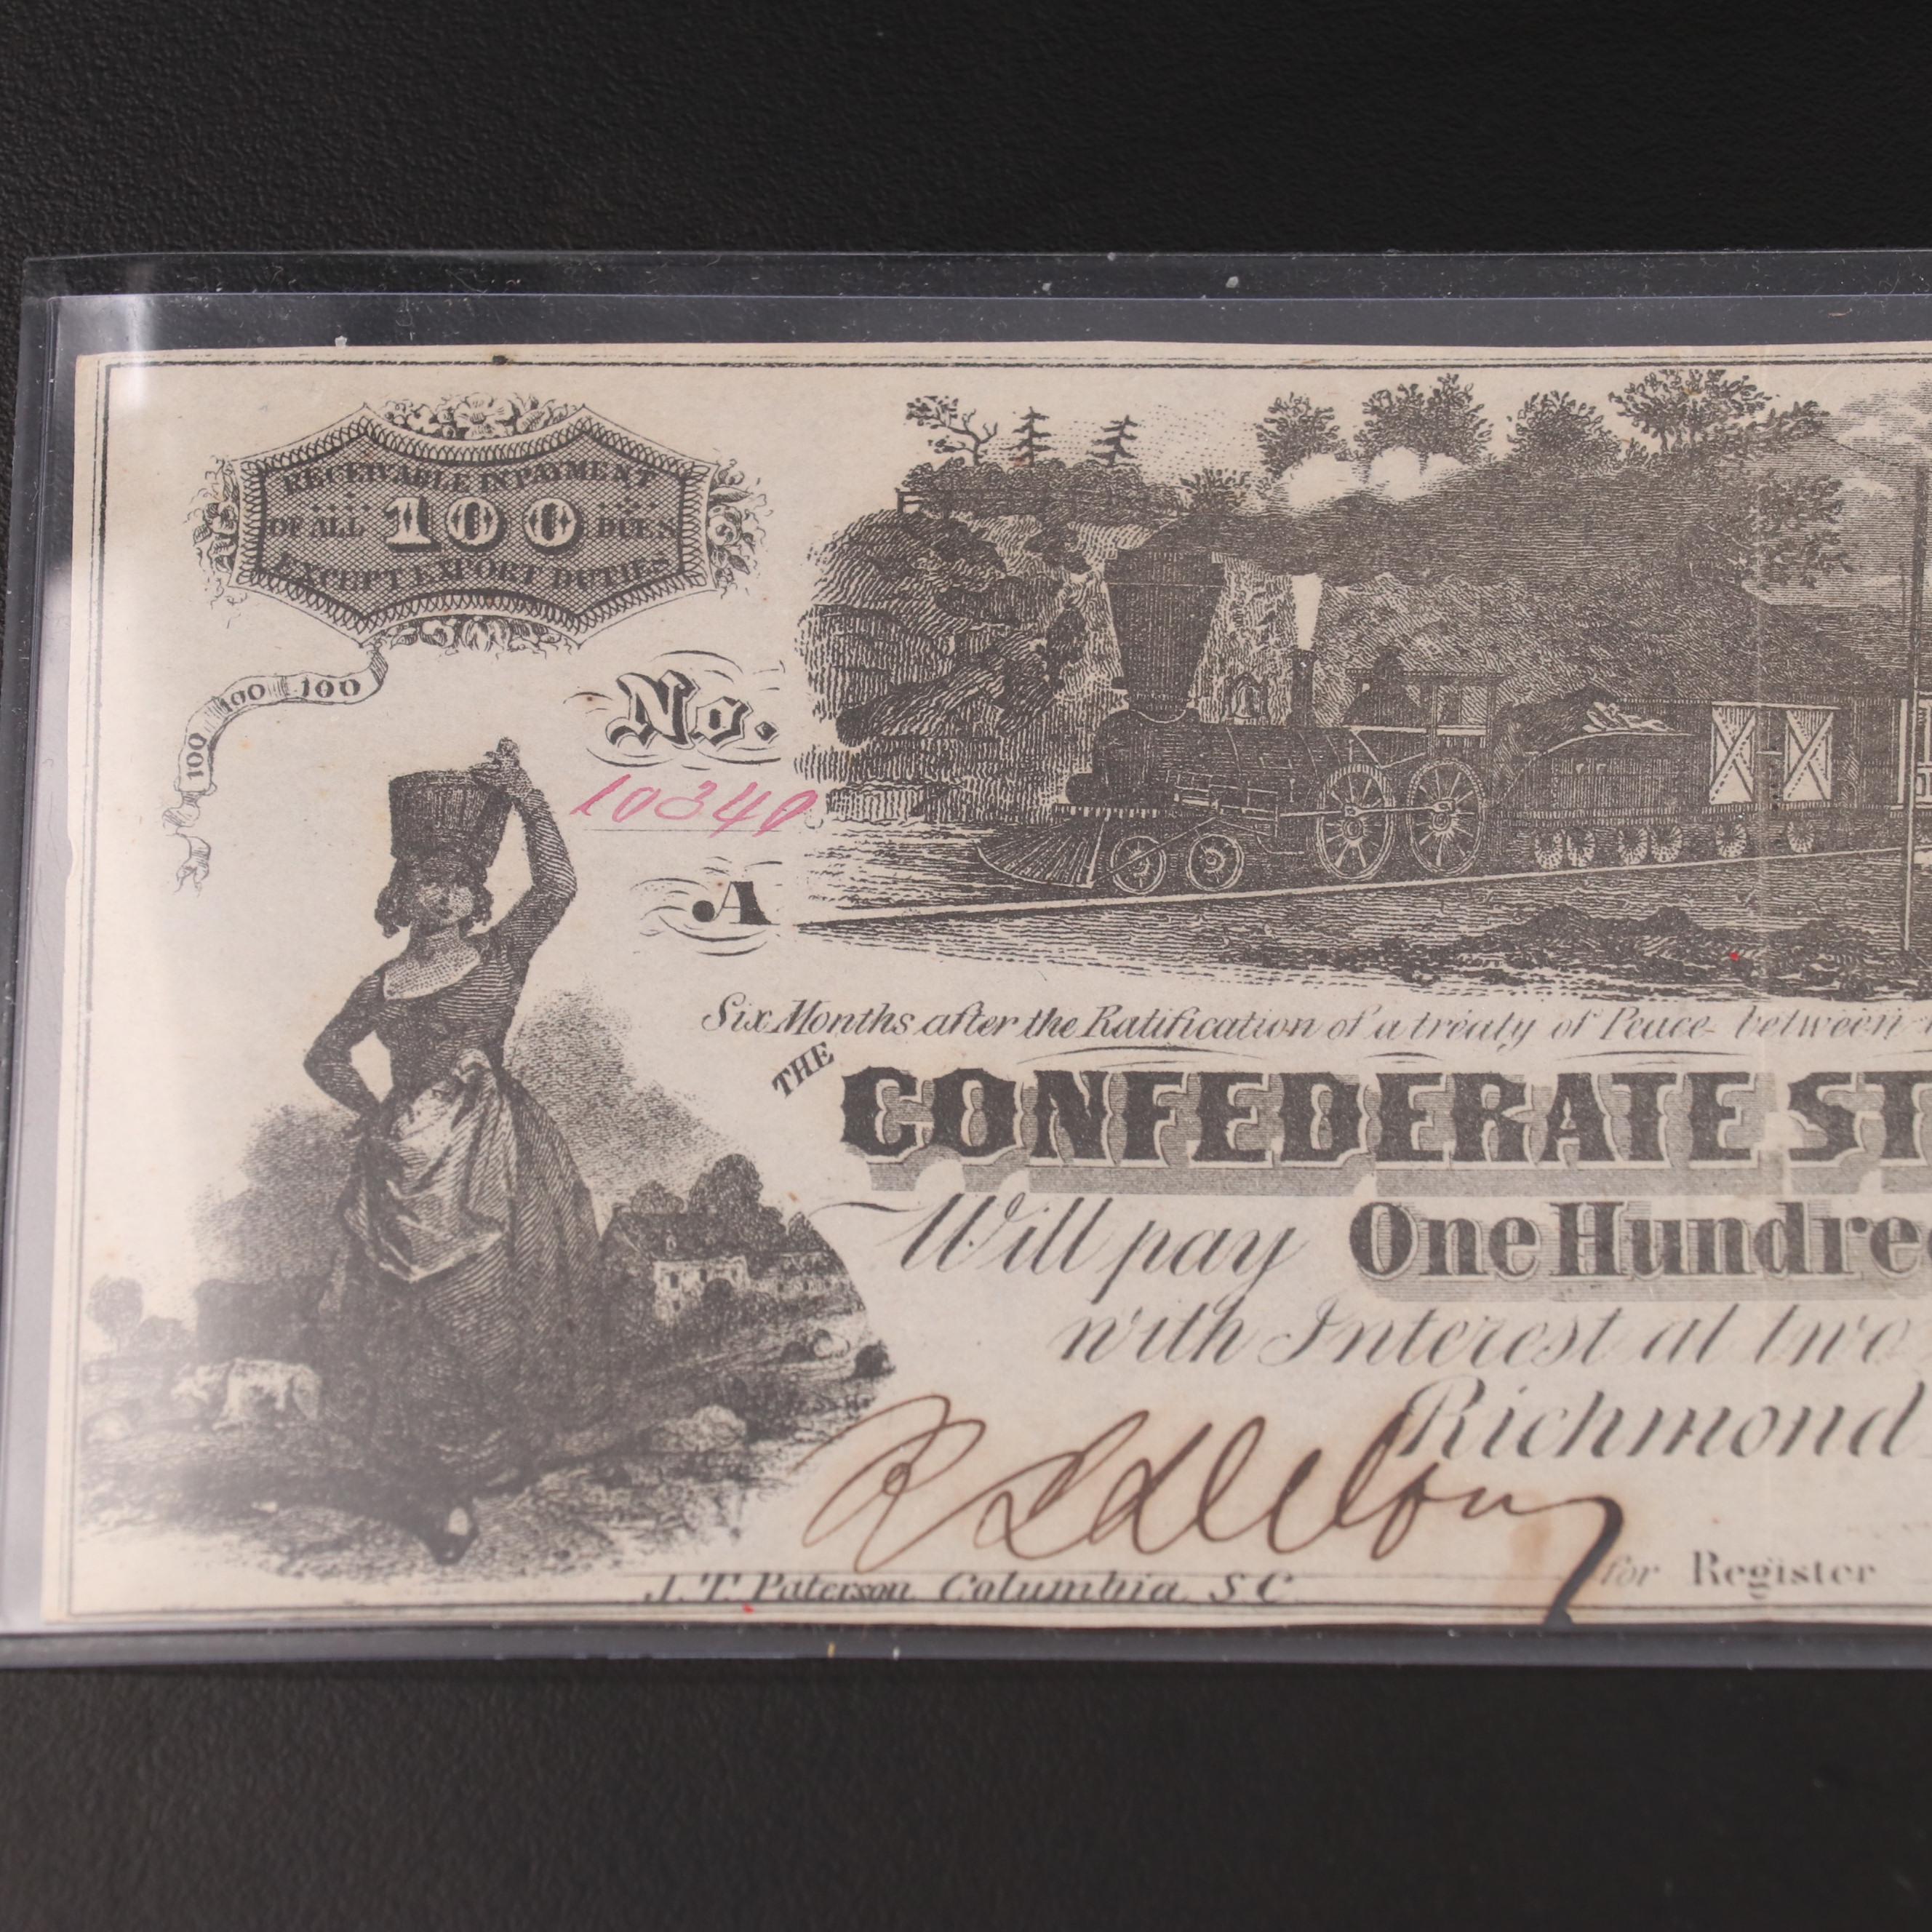 RECEIVABLE IN PAYMENT
OF ALL 100 DUES
EXCEPT EXPORT DUTIES
100 100 100
No.
10340
A
Six Months after the Ratification of a treaty of Peace between
THE CONFEDERATE ST
Will pay One Hundred
with Interest at two
Richmond
for Register
J. T. Paterson Columbia S C